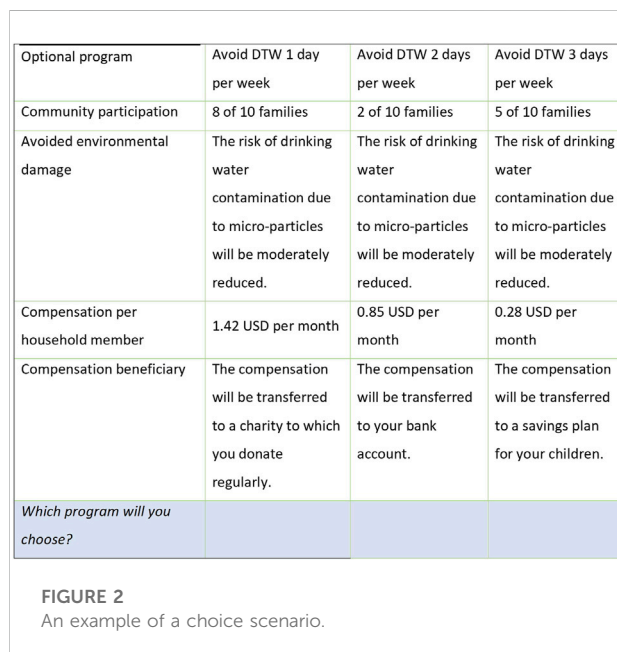 Optional program
Avoid DTW 1 day
per week
Avoid DTW 2 days
per week
Avoid DTW 3 days
per week
Community participation
8 of 10 families
2 of 10 families
5 of 10 families
Avoided environmental
damage
The risk of drinking
water
contamination due
to micro-particles
will be moderately
reduced.
The risk of drinking
water
contamination due
to micro-particles
will be moderately
reduced.
The risk of drinking
water
contamination due
to micro-particles
will be moderately
reduced.
Compensation per
household member
1.42 USD per month
0.85 USD per
month
0.28 USD per
month
Compensation beneficiary
The compensation
will be transferred
to a charity to which
you donate
regularly.
The compensation
will be transferred
to your bank
account.
The compensation
will be transferred
to a savings plan
for your children.
Which program will you
choose?
FIGURE 2
An example of a choice scenario.